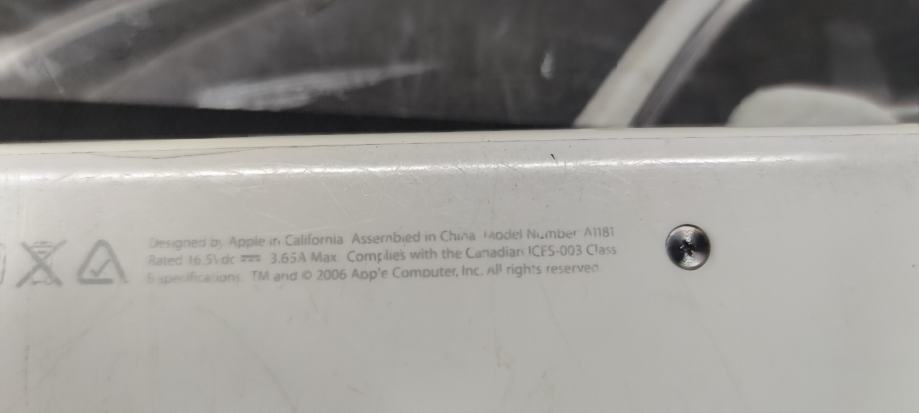 Designed by Apple in California Assembled in China Model Number A1181
Rated 16.5V dc 3.65A Max. Complies with the Canadian ICES-003 Class
B specifications. TM and © 2006 Apple Computer, Inc. All rights reserved.